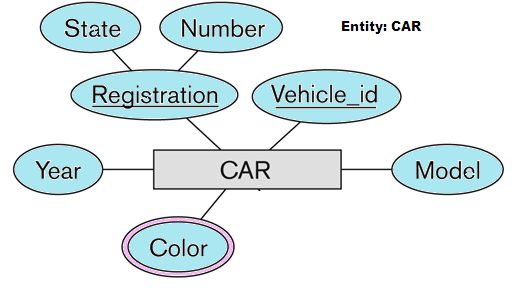 State
Number
Entity: CAR
Registration
Vehicle_id
Year
CAR
Model
Color